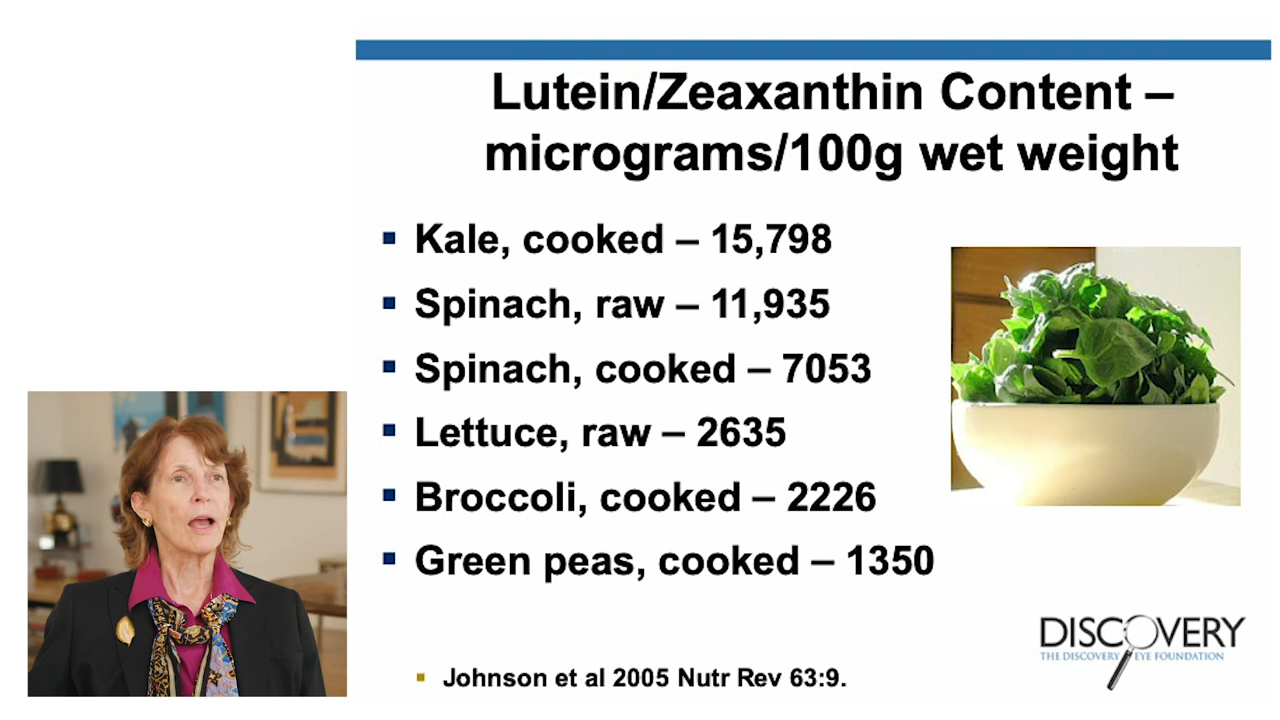 Lutein/Zeaxanthin Content –
micrograms/100g wet weight
▪ Kale, cooked – 15,798
▪ Spinach, raw – 11,935
▪ Spinach, cooked – 7053
▪ Lettuce, raw – 2635
▪ Broccoli, cooked – 2226
▪ Green peas, cooked – 1350
DISCOVERY
THE DISCOVERY EYE FOUNDATION
▪ Johnson et al 2005 Nutr Rev 63:9.